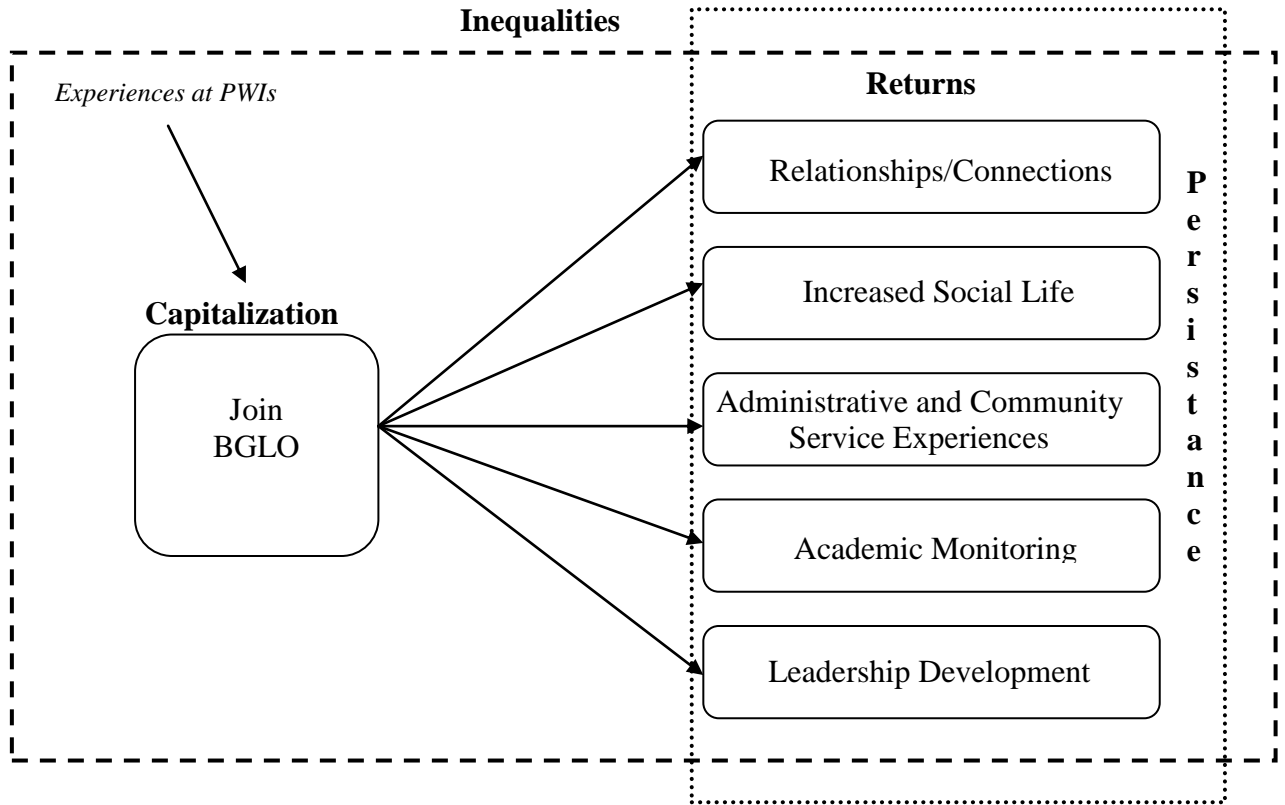 Inequalities
Experiences at PWIs
Returns
Relationships/Connections
Increased Social Life
Capitalization
Join
BGLO
Administrative and Community
Service Experiences
Academic Monitoring
Leadership Development
Persistance